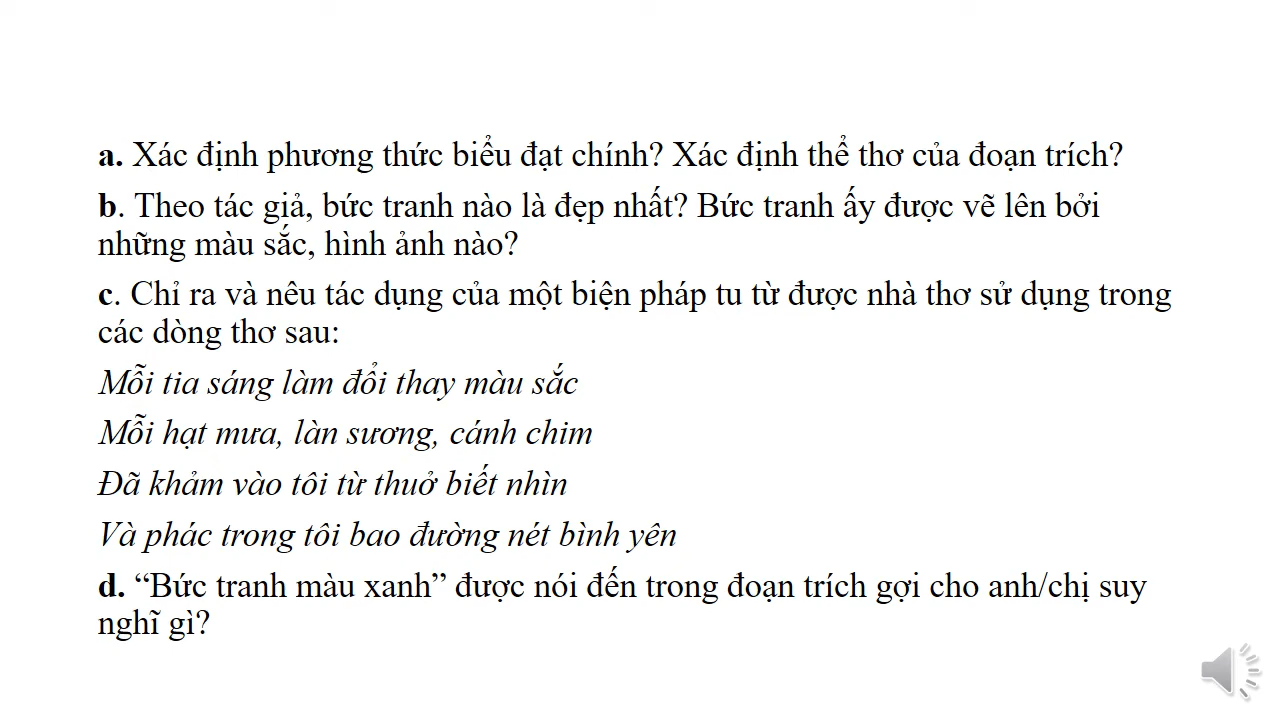 a. Xác định phương thức biểu đạt chính? Xác định thể thơ của đoạn trích?
b. Theo tác giả, bức tranh nào là đẹp nhất? Bức tranh ấy được vẽ lên bởi
những màu sắc, hình ảnh nào?
c. Chỉ ra và nêu tác dụng của một biện pháp tu từ được nhà thơ sử dụng trong
các dòng thơ sau:
Mỗi tia sáng làm đổi thay màu sắc
Mỗi hạt mưa, làn sương, cánh chim
Đã khảm vào tôi từ thuở biết nhìn
Và phác trong tôi bao đường nét bình yên
d. “Bức tranh màu xanh” được nói đến trong đoạn trích gợi cho anh/chị suy
nghĩ gì?